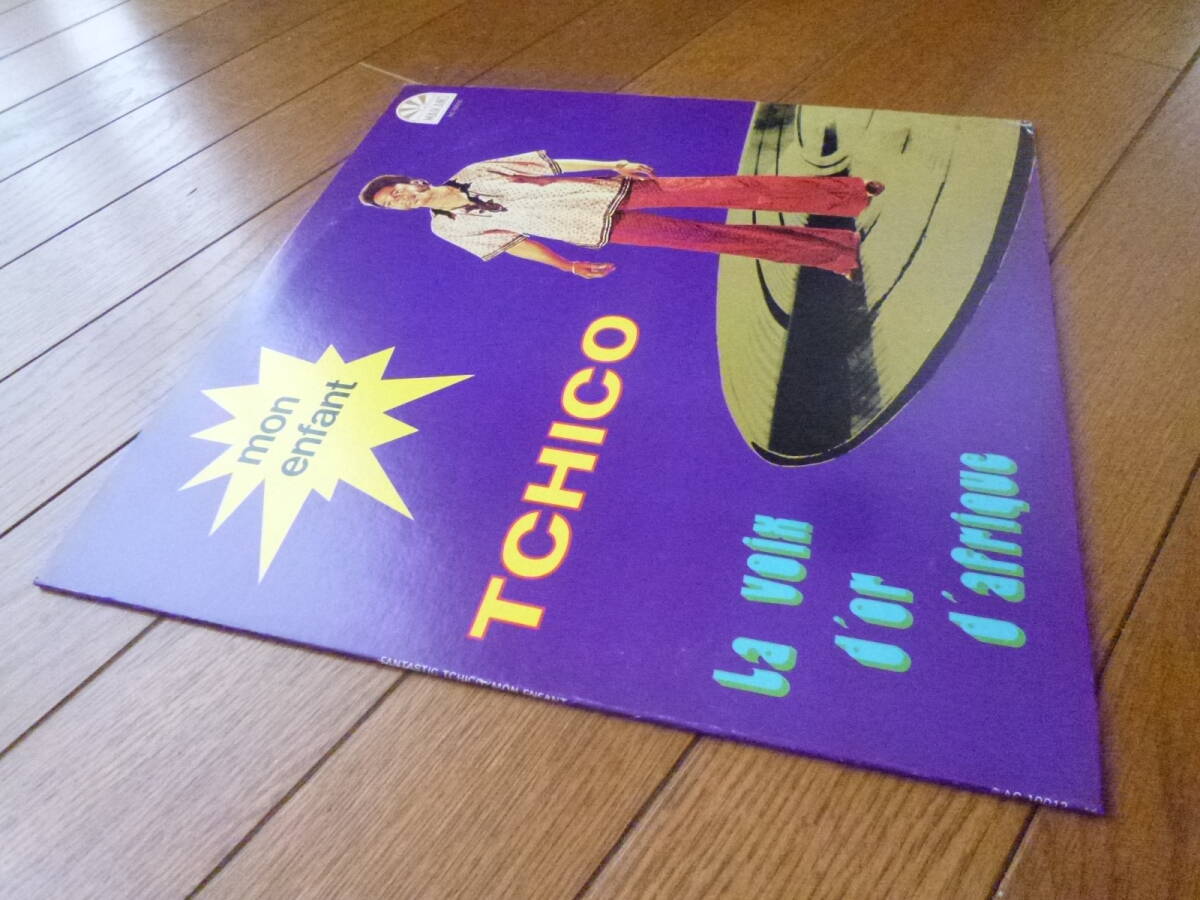 mon
enfant
TCHICO
La voix
d'or
d'afrique
FANTASTIC TCHICO MON ENFANT